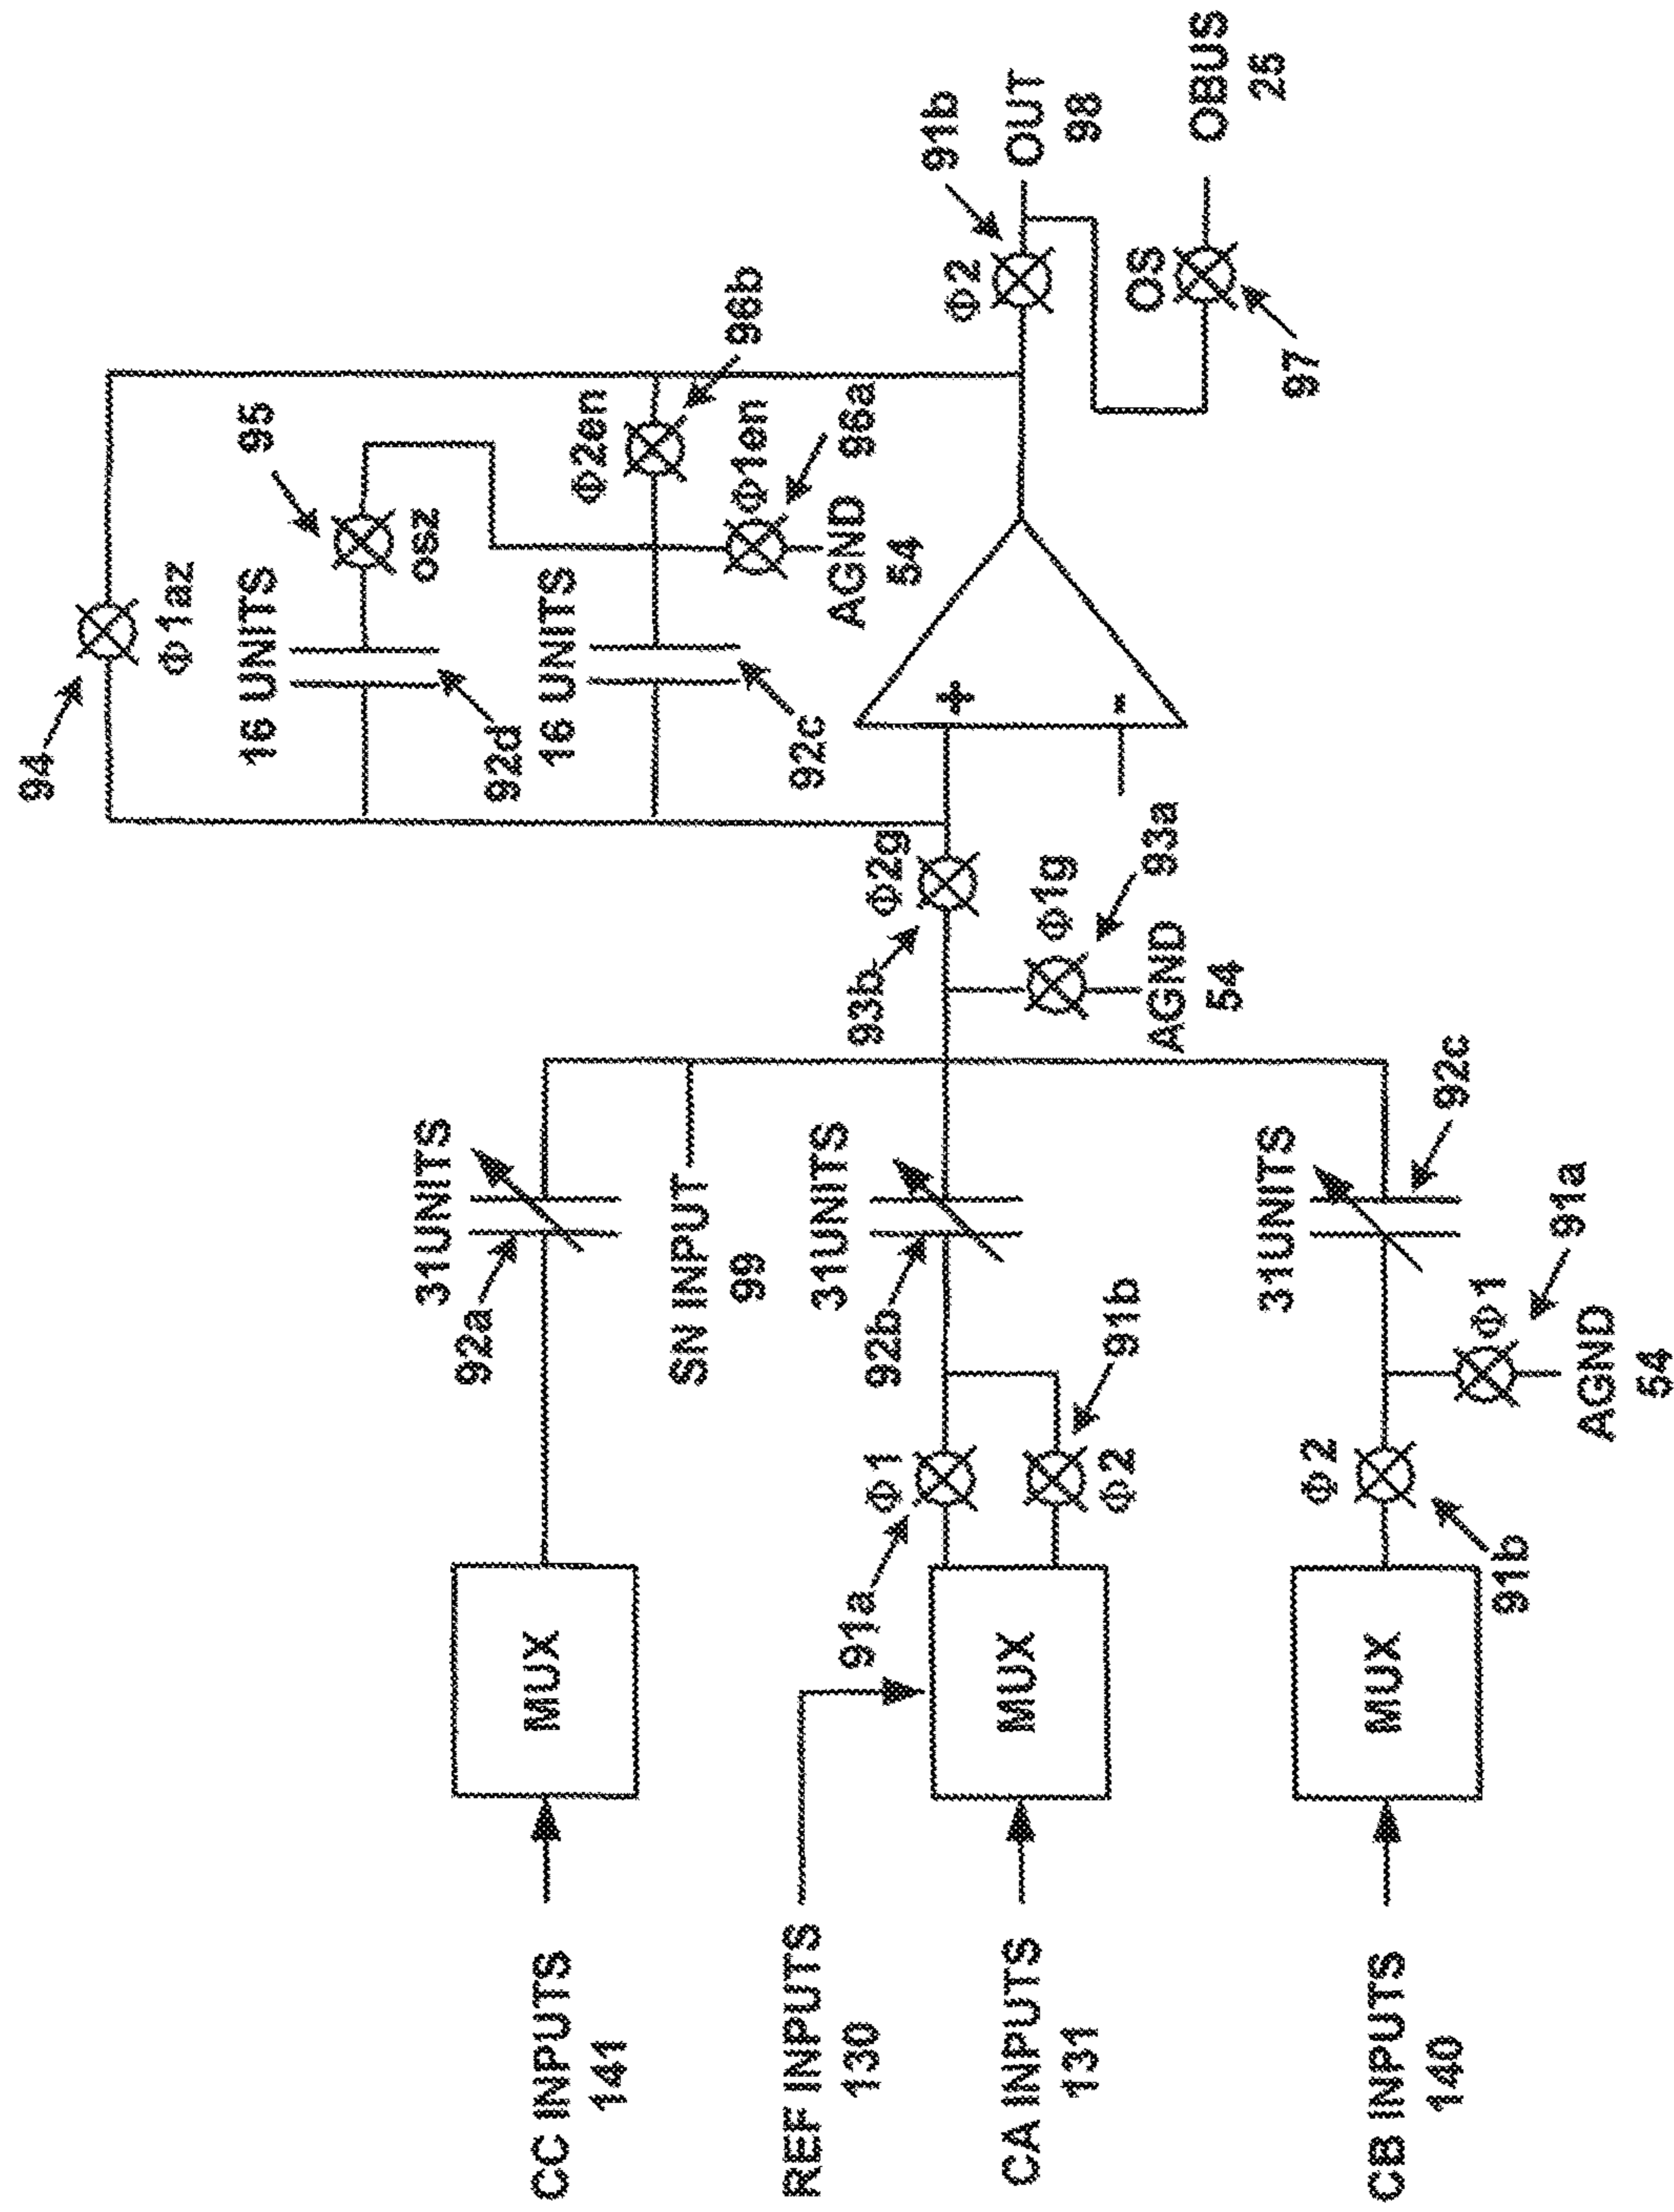 94
Φ1az
95
16 UNITS
osz
92d
16 UNITS
92c
Φ2en
96b
Φ1en
96a
AGND
54
Φ2
91b
OUT
98
OS
97
OBUS
25
+
-
Φ2g
93b
Φ1g
93a
AGND
54
CC INPUTS
141
MUX
31UNITS
92a
SN INPUT
99
REF INPUTS
130
CA INPUTS
131
MUX
Φ1
91a
Φ2
91b
31UNITS
92b
CB INPUTS
140
MUX
Φ2
91b
Φ1
91a
AGND
54
31UNITS
92c